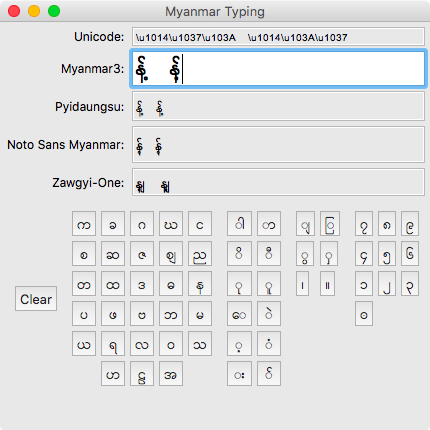 Myanmar Typing
Unicode: \u1014\u1037\u103A \u1014\u103A\u1037
Myanmar3: န့် န့်
Pyidaungsu: န့် န့်
Noto Sans Myanmar: န့် န့်
Zawgyi-One: န့ျ နျ့
က ခ ဂ ဃ င ◌ါ ◌ာ ◌ျ ◌ြ ၇ ၈ ၉
စ ဆ ဇ ဈ ည ◌ိ ◌ီ ◌ွ ◌ှ ၄ ၅ ၆
တ ထ ဒ ဓ န ◌ု ◌ူ ၊ ။ ၁ ၂ ၃
Clear
ပ ဖ ဗ ဘ မ ◌ေ ◌ဲ ၀
ယ ရ လ ဝ သ ◌့ ◌ံ
ဟ ဠ အ ◌း ◌်